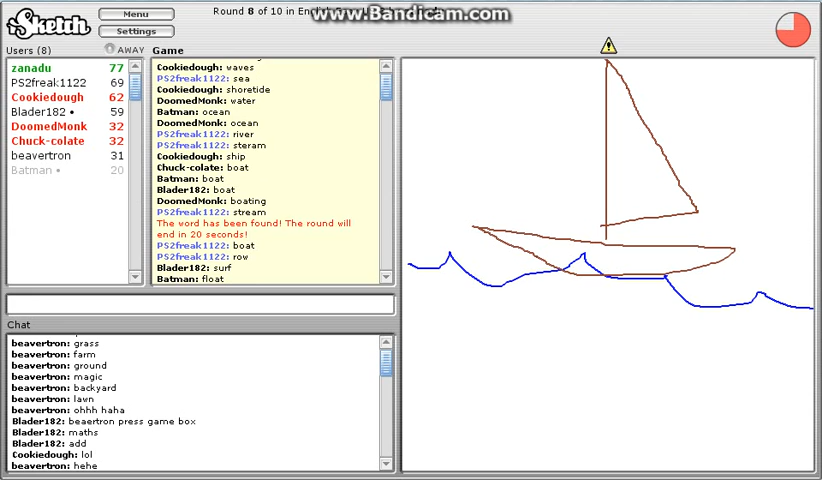 www.Bandicam.com
iSketch
Menu
Settings
Round 8 of 10 in English
Users (8)
AWAY
zanadu 77
PS2freak1122 69
Cookiedough 62
Blader182 • 59
DoomedMonk 32
Chuck-colate 32
beavertron 31
Batman • 20
Game
Cookiedough: waves
PS2freak1122: sea
Cookiedough: shoretide
DoomedMonk: water
Batman: ocean
DoomedMonk: ocean
PS2freak1122: river
PS2freak1122: steram
Cookiedough: ship
Chuck-colate: boat
Batman: boat
Blader182: boat
DoomedMonk: boating
PS2freak1122: stream
The word has been found! The round will
end in 20 seconds!
PS2freak1122: boat
PS2freak1122: row
Blader182: surf
Batman: float
Chat
beavertron: grass
beavertron: farm
beavertron: ground
beavertron: magic
beavertron: backyard
beavertron: lawn
beavertron: ohhh haha
Blader182: beaertron press game box
Blader182: maths
Blader182: add
Cookiedough: lol
beavertron: hehe